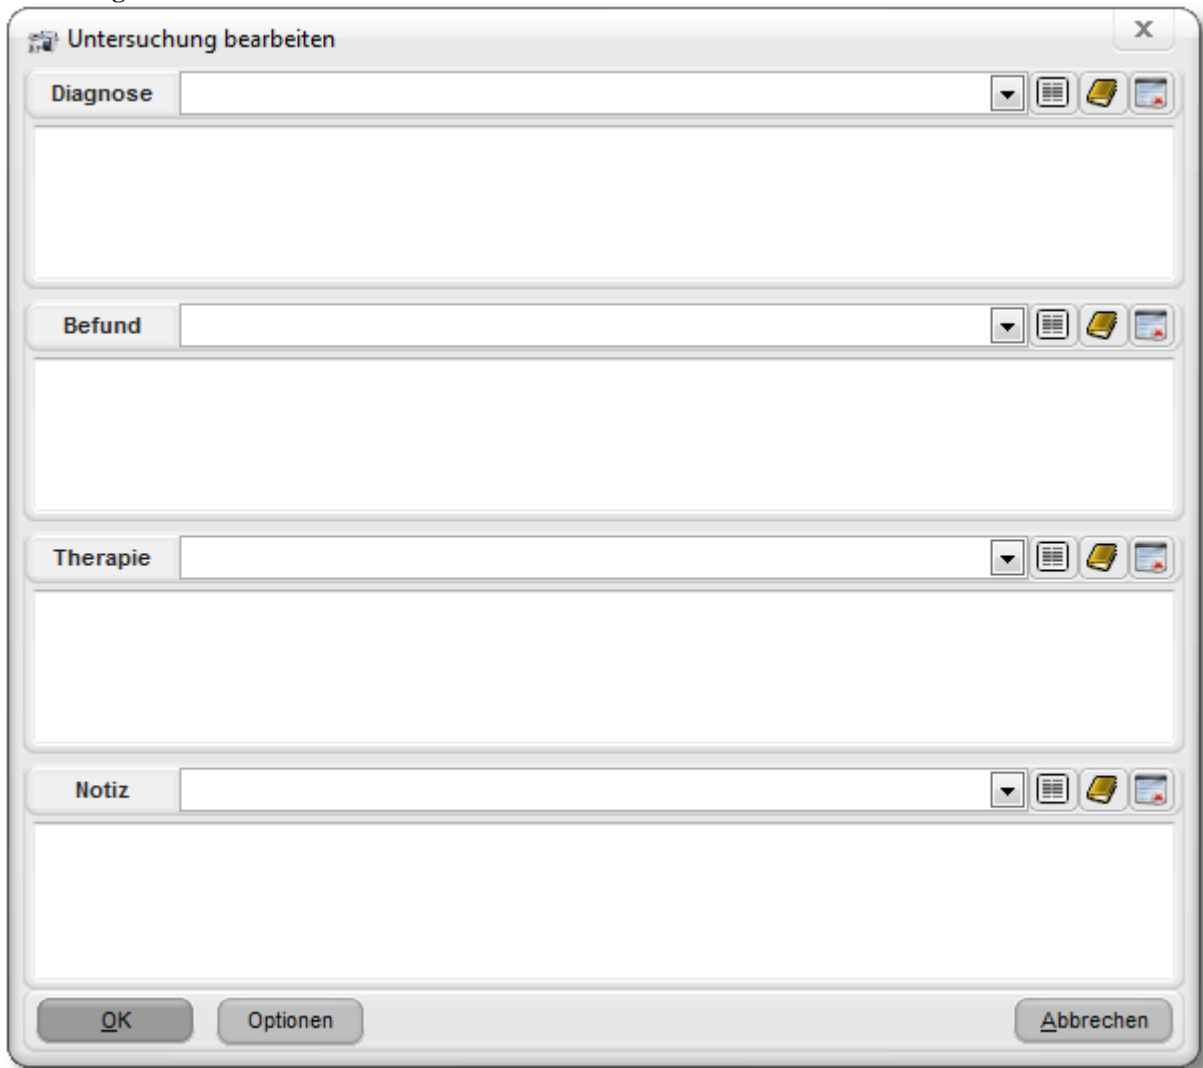 Untersuchung bearbeiten
Diagnose
Befund
Therapie
Notiz
OK Optionen Abbrechen